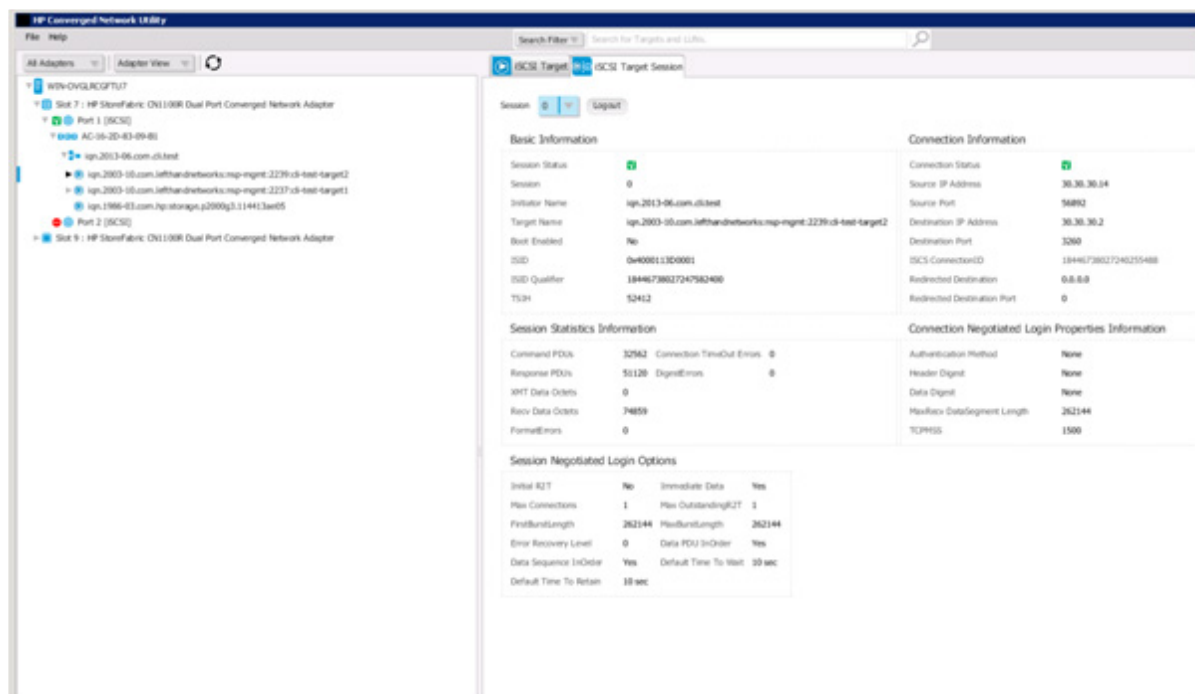 HP Converged Network Utility
File Help
Search Filter Search for Targets and LUNs.
All Adapters Adapter View
iSCSI Target iSCSI Target Session
WIN-OVGLRCGFTU7
Slot 7 : HP StoreFabric CN1100R Dual Port Converged Network Adapter
Port 1 [iSCSI]
AC-16-2D-83-09-B1
iqn.2013-06.com.cli.test
iqn.2003-10.com.lefthandnetworks:nsp-mgmt:2239:cli-test-target2
iqn.2003-10.com.lefthandnetworks:nsp-mgmt:2237:cli-test-target1
iqn.1986-03.com.hp:storage.p2000g3.114413ae05
Port 2 [iSCSI]
Slot 9 : HP StoreFabric CN1100R Dual Port Converged Network Adapter
Session 0 Logout
Basic Information
Session Status
Session 0
Initiator Name iqn.2013-06.com.cli.test
Target Name iqn.2003-10.com.lefthandnetworks:nsp-mgmt:2239:cli-test-target2
Boot Enabled No
ISID 0x4000113D0001
ISID Qualifier 18446738027247582400
TSIH 52412
Connection Information
Connection Status
Source IP Address 30.30.30.14
Source Port 56892
Destination IP Address 30.30.30.2
Destination Port 3260
ISCS ConnectionID 18446738027240255488
Redirected Destination 0.0.0.0
Redirected Destination Port 0
Session Statistics Information
Command PDUs 32562 Connection TimeOut Errors 0
Response PDUs 51120 DigestErrors 0
XMT Data Octets 0
Recv Data Octets 74859
FormatErrors 0
Connection Negotiated Login Properties Information
Authentication Method None
Header Digest None
Data Digest None
MaxRecv DataSegment Length 262144
TCPMSS 1500
Session Negotiated Login Options
Initial R2T No Immediate Data Yes
Max Connections 1 Max OutstandingR2T 1
FirstBurstLength 262144 MaxBurstLength 262144
Error Recovery Level 0 Data PDU InOrder Yes
Data Sequence InOrder Yes Default Time To Wait 10 sec
Default Time To Retain 10 sec